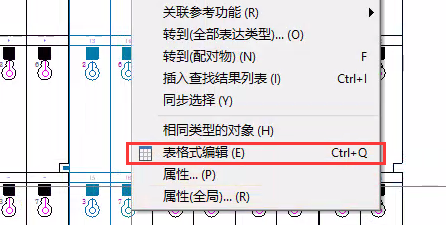 关联参考功能 (R)
转到(全部表达类型)... (O)
转到(配对物) (N) F
插入查找结果列表 (I) Ctrl+I
同步选择 (Y)
相同类型的对象 (H)
表格式编辑 (E) Ctrl+Q
属性... (P)
属性(全局)... (R)